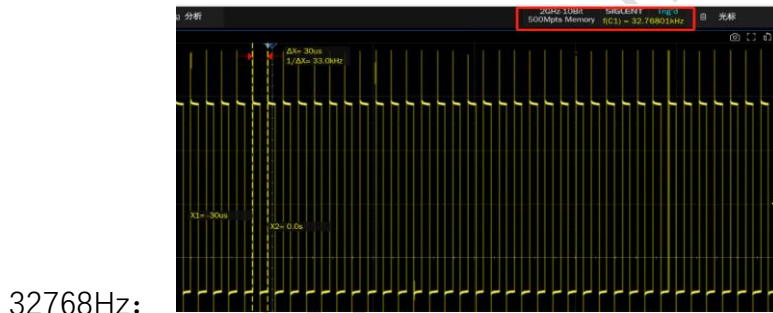 分析
2GHz-10Bit SIGLENT Trig'd
500Mpts Memory f(C1) = 32.76801kHz
光标
ΔX= 30us
1/ΔX= 33.0kHz
X1= -30us
X2= 0.0s
32768Hz：